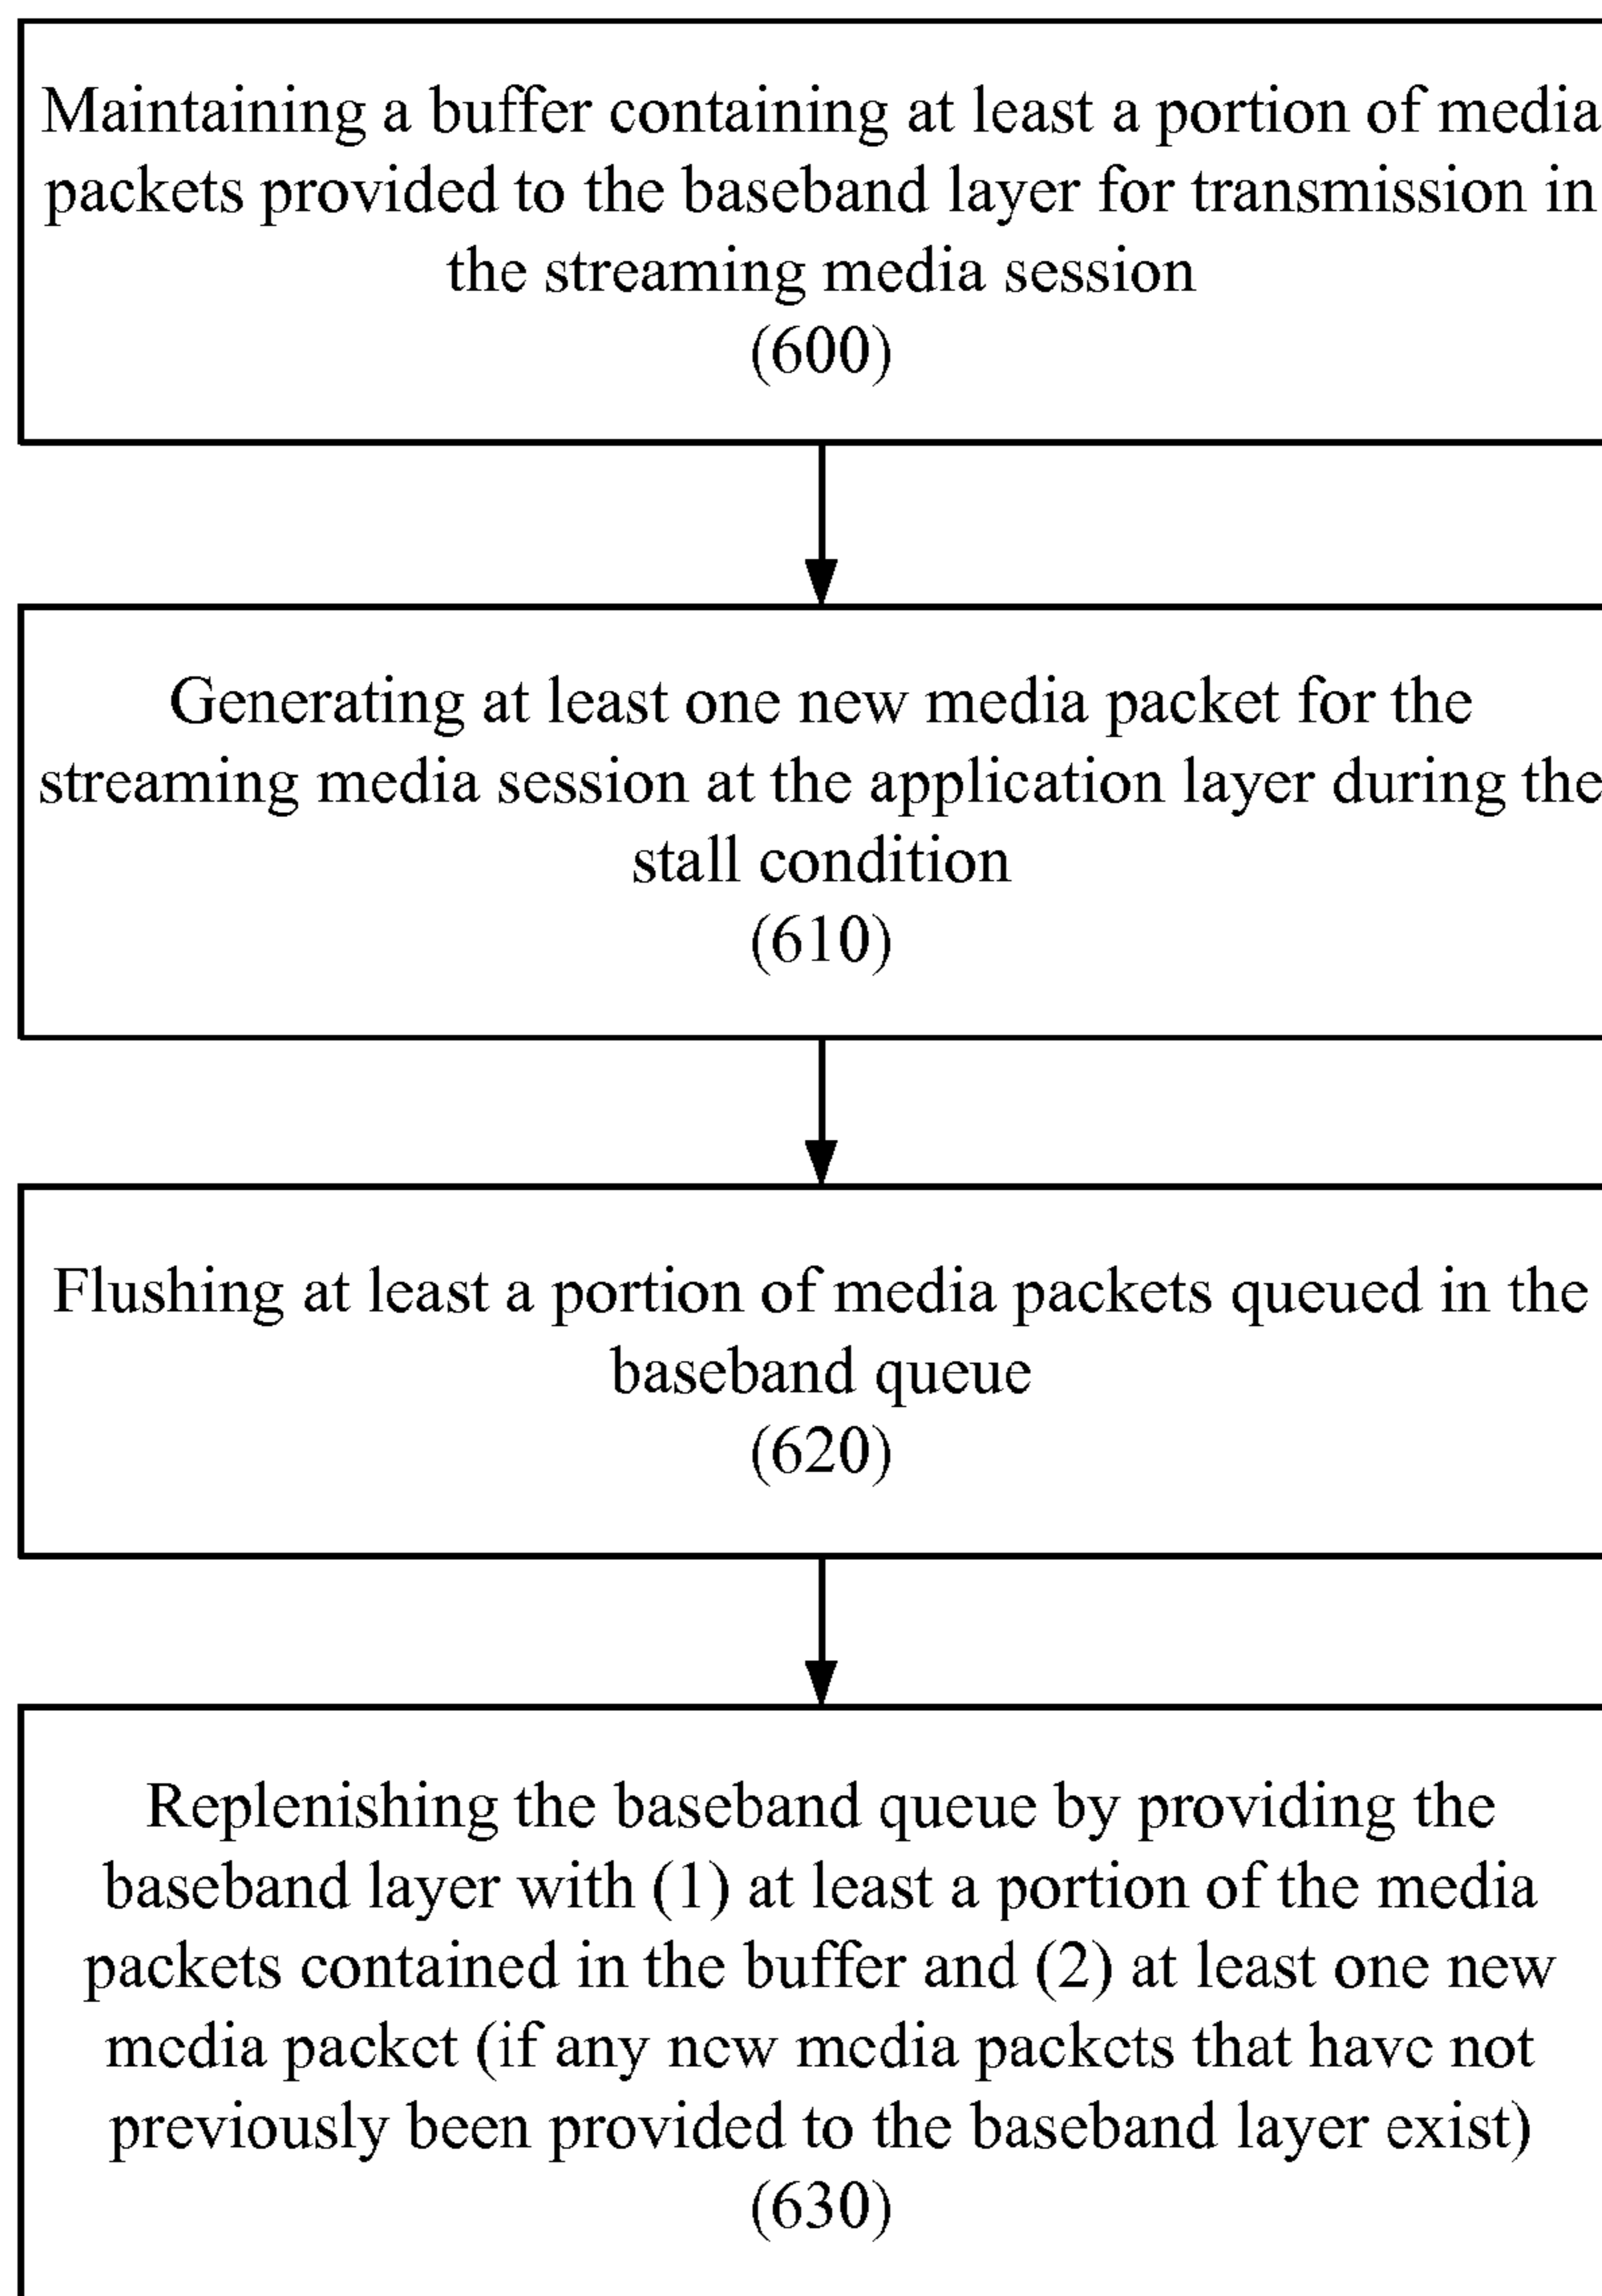 Maintaining a buffer containing at least a portion of media
packets provided to the baseband layer for transmission in
the streaming media session
(600)
Generating at least one new media packet for the
streaming media session at the application layer during the
stall condition
(610)
Flushing at least a portion of media packets queued in the
baseband queue
(620)
Replenishing the baseband queue by providing the
baseband layer with (1) at least a portion of the media
packets contained in the buffer and (2) at least one new
media packet (if any new media packets that have not
previously been provided to the baseband layer exist)
(630)